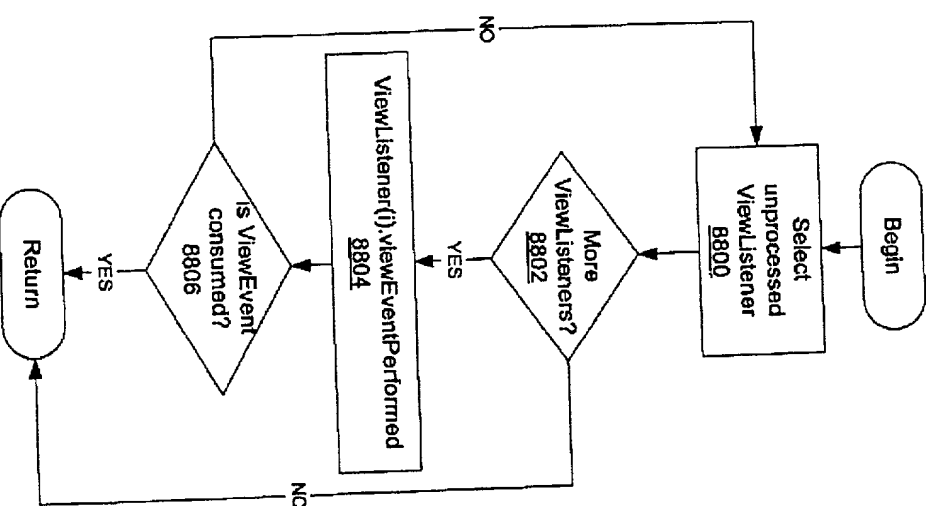 Begin
Select
unprocessed
ViewListener
8800
More
ViewListeners?
8802
YES
ViewListener(i).viewEventPerformed
8804
is ViewEvent
consumed?
8806
YES
Return
NO
NO